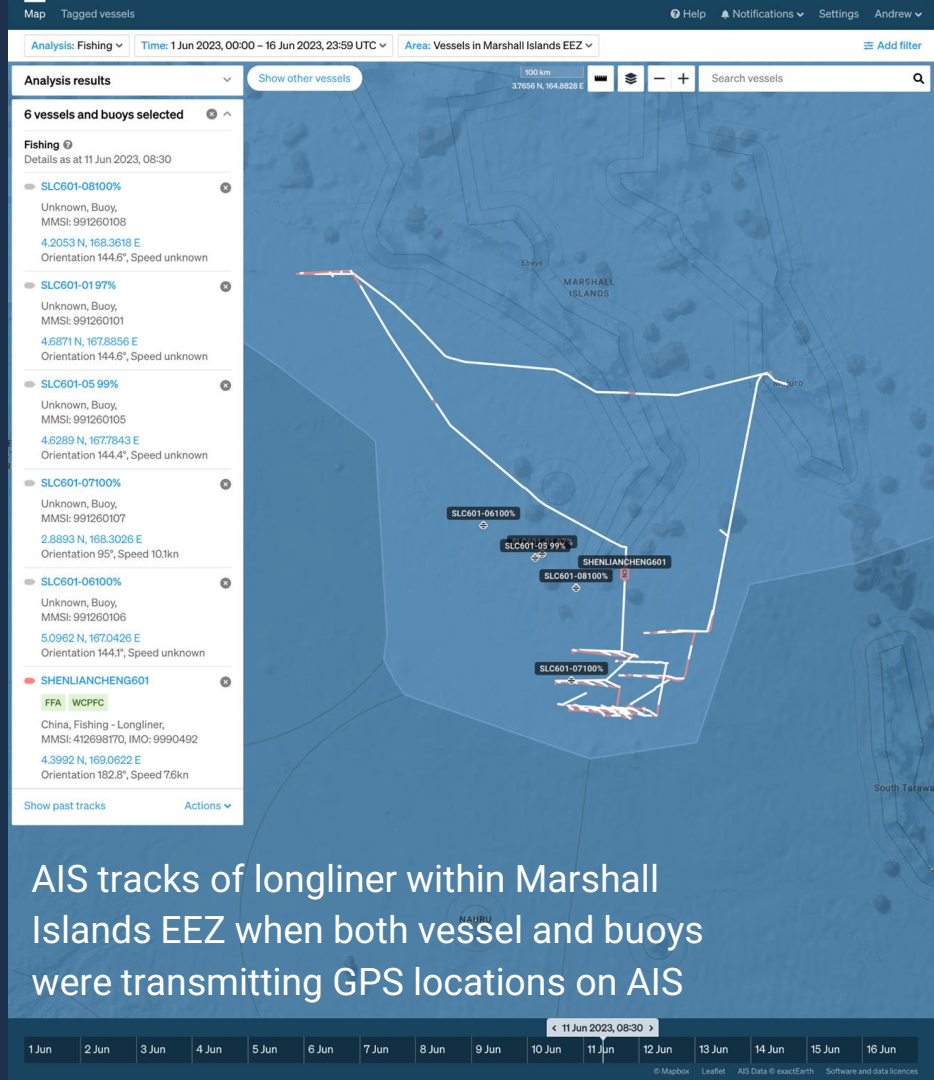 Map Tagged vessels Help Notifications Settings Andrew
Analysis: Fishing Time: 1 Jun 2023, 00:00 – 16 Jun 2023, 23:59 UTC Area: Vessels in Marshall Islands EEZ Add filter
Analysis results
Show other vessels
100 km
3.7656 N, 164.8828 E
Search vessels
6 vessels and buoys selected
Fishing
Details as at 11 Jun 2023, 08:30
SLC601-08100%
Unknown, Buoy,
MMSI: 991260108
4.2053 N, 168.3618 E
Orientation 144.6°, Speed unknown
SLC601-01 97%
Unknown, Buoy,
MMSI: 991260101
4.6871 N, 167.8856 E
Orientation 144.6°, Speed unknown
SLC601-05 99%
Unknown, Buoy,
MMSI: 991260105
4.6289 N, 167.7843 E
Orientation 144.4°, Speed unknown
SLC601-07100%
Unknown, Buoy,
MMSI: 991260107
2.8893 N, 168.3026 E
Orientation 95°, Speed 10.1kn
SLC601-06100%
Unknown, Buoy,
MMSI: 991260106
5.0962 N, 167.0426 E
Orientation 144.1°, Speed unknown
SHENLIANCHENG601
FFA WCPFC
China, Fishing - Longliner,
MMSI: 412698170, IMO: 9990492
4.3992 N, 169.0622 E
Orientation 182.8°, Speed 7.6kn
Show past tracks Actions
Ebeye
MARSHALL
ISLANDS
Majuro
SLC601-06100%
SLC601-05 99%
SHENLIANCHENG601
CN
SLC601-08100%
SLC601-07100%
South Tarawa
NAURU
AIS tracks of longliner within Marshall
Islands EEZ when both vessel and buoys
were transmitting GPS locations on AIS
< 11 Jun 2023, 08:30 >
1 Jun 2 Jun 3 Jun 4 Jun 5 Jun 6 Jun 7 Jun 8 Jun 9 Jun 10 Jun 11 Jun 12 Jun 13 Jun 14 Jun 15 Jun 16 Jun
© Mapbox Leaflet AIS Data © exactEarth Software and data licences